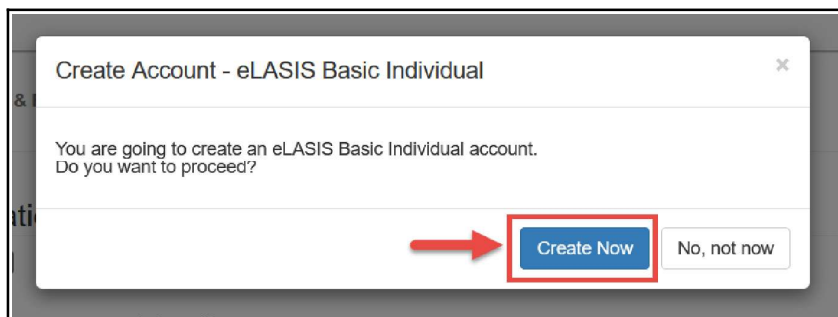 Create Account - eLASIS Basic Individual ×
&
You are going to create an eLASIS Basic Individual account.
Do you want to proceed?
ati
Create Now No, not now